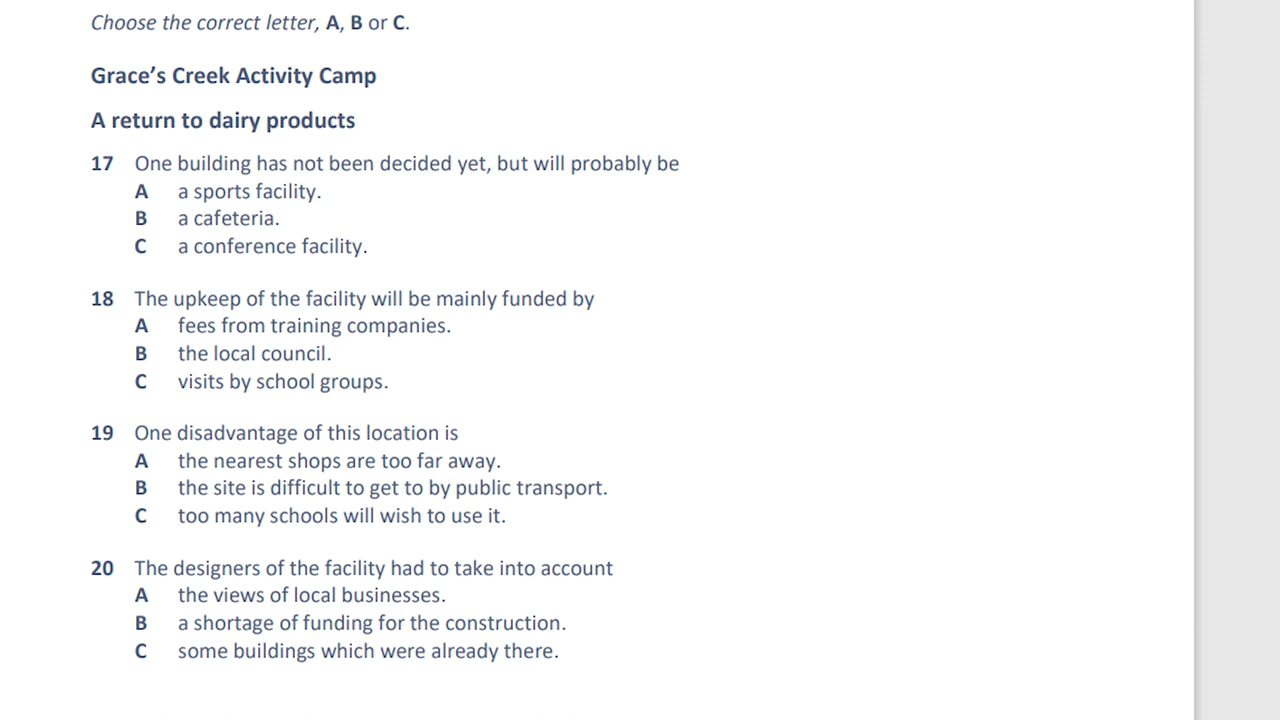 Choose the correct letter, A, B or C.
Grace’s Creek Activity Camp
A return to dairy products
17 One building has not been decided yet, but will probably be
A a sports facility.
B a cafeteria.
C a conference facility.
18 The upkeep of the facility will be mainly funded by
A fees from training companies.
B the local council.
C visits by school groups.
19 One disadvantage of this location is
A the nearest shops are too far away.
B the site is difficult to get to by public transport.
C too many schools will wish to use it.
20 The designers of the facility had to take into account
A the views of local businesses.
B a shortage of funding for the construction.
C some buildings which were already there.